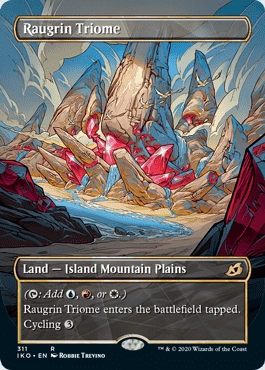 Raugrin Triome
Land — Island Mountain Plains
(: Add , , or .)
Raugrin Triome enters the battlefield tapped.
Cycling 3
311 R
IKO • EN Robbie Trevino
™ & © 2020 Wizards of the Coast